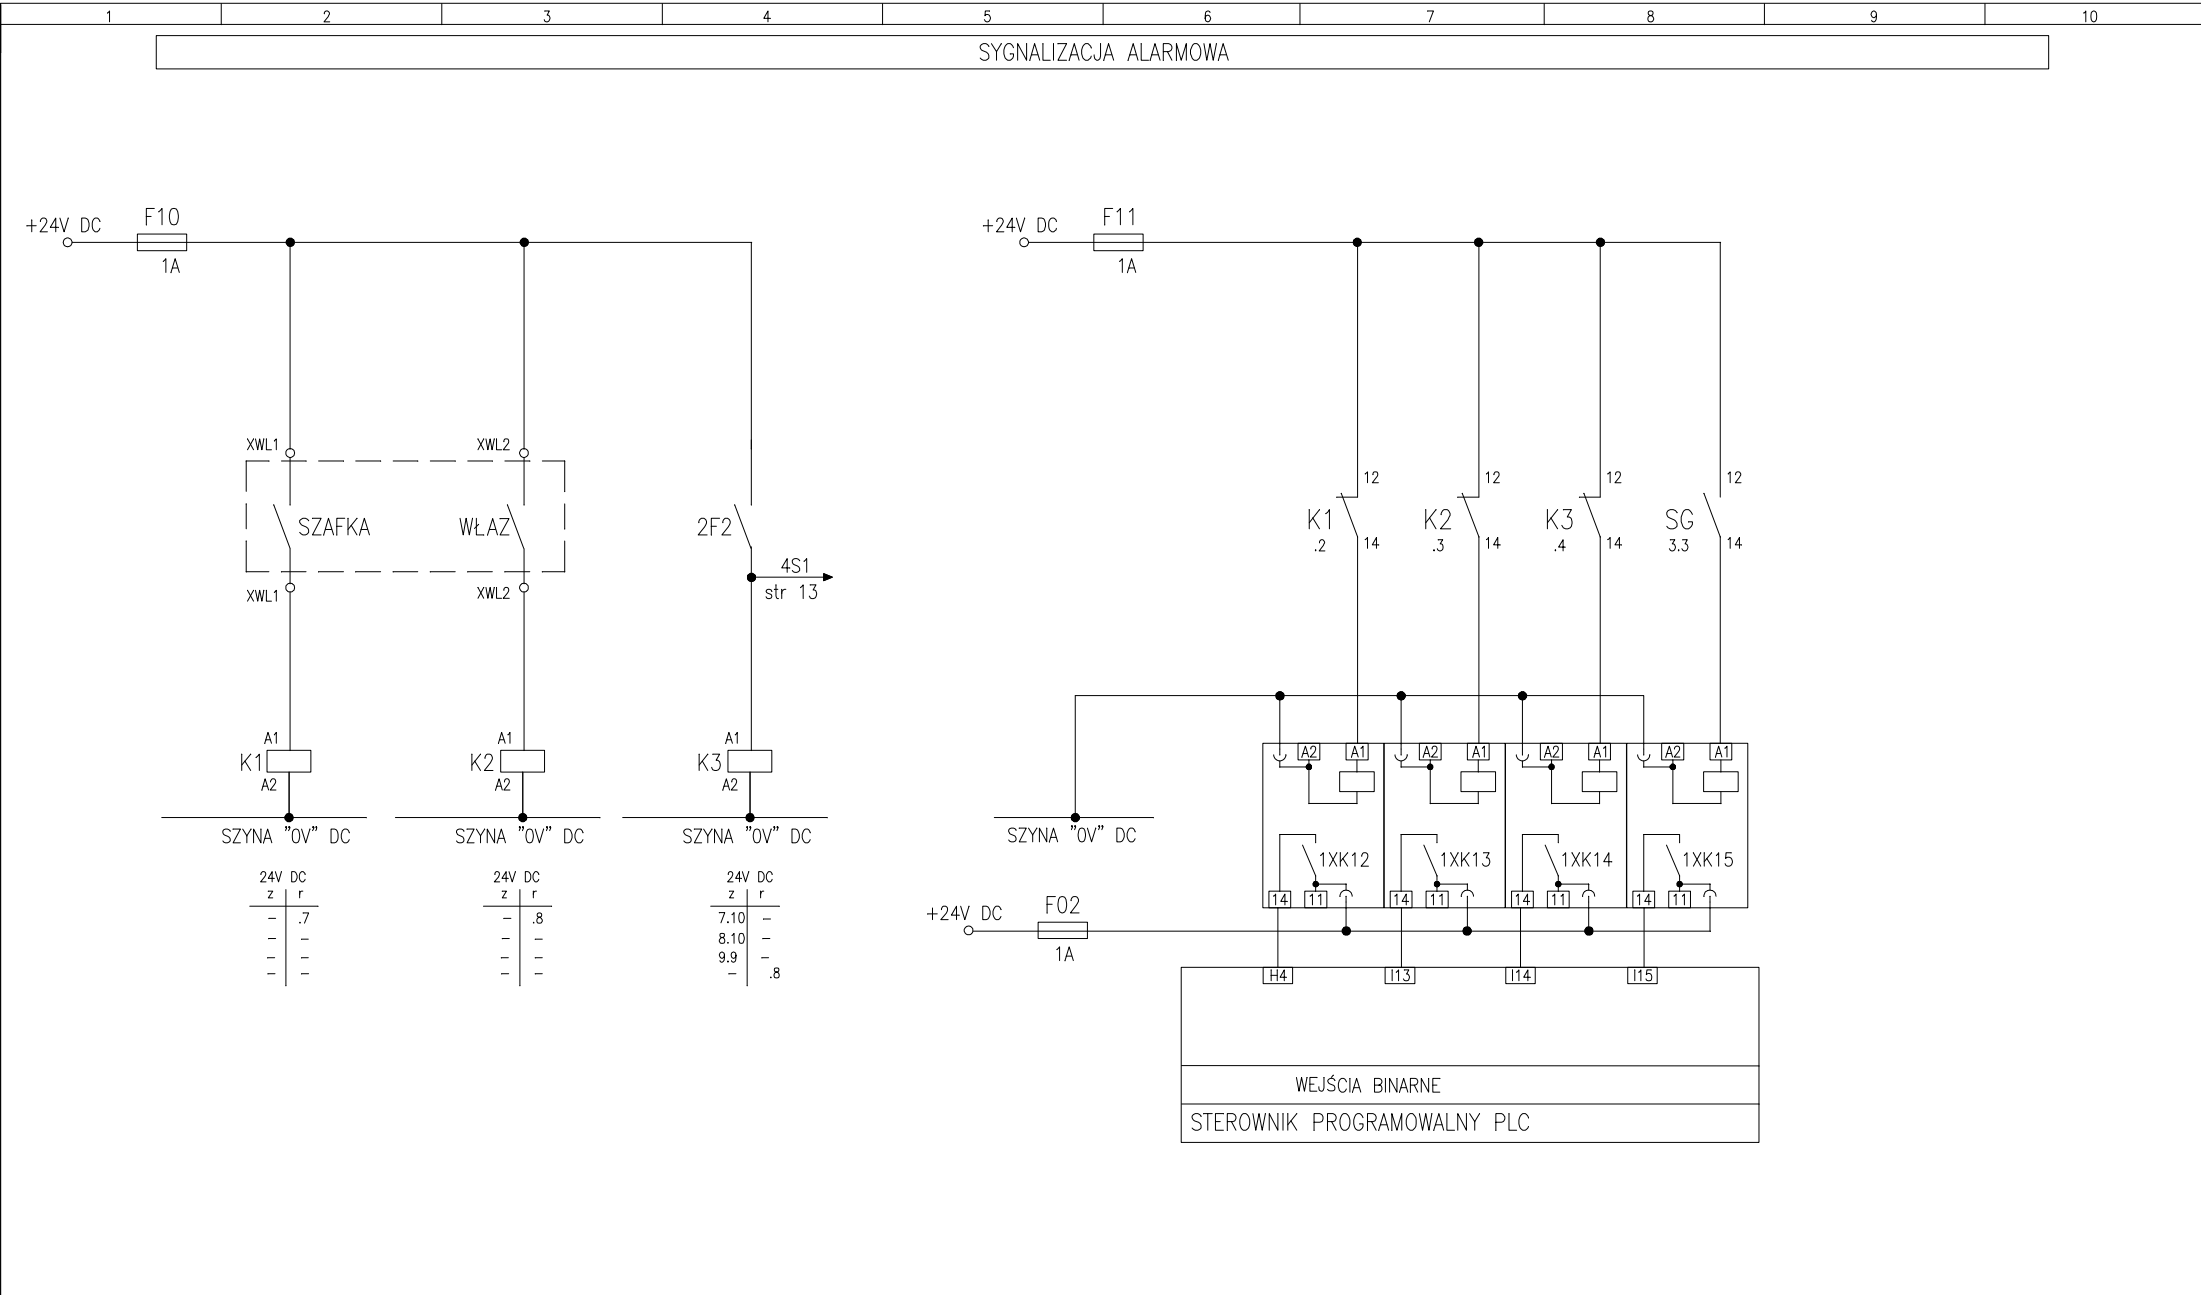 1 2 3 4 5 6 7 8 9 10
SYGNALIZACJA ALARMOWA
+24V DC
F10
1A
+24V DC
F11
1A
XWL1
XWL2
SZAFKA
WŁAZ
2F2
XWL1
XWL2
4S1
str 13
12
12
12
12
K1
.2
14
K2
.3
14
K3
.4
14
SG
3.3
14
A1
K1
A2
A1
K2
A2
A1
K3
A2
SZYNA "0V" DC
SZYNA "0V" DC
SZYNA "0V" DC
SZYNA "0V" DC
A2 A1 A2 A1 A2 A1 A2 A1
1XK12 1XK13 1XK14 1XK15
14 11 14 11 14 11 14 11
24V DC
z r
– .7
– –
– –
– –
24V DC
z r
– .8
– –
– –
– –
24V DC
z r
7.10 –
8.10 –
9.9 –
– .8
+24V DC
F02
1A
H4 I13 I14 I15
WEJŚCIA BINARNE
STEROWNIK PROGRAMOWALNY PLC